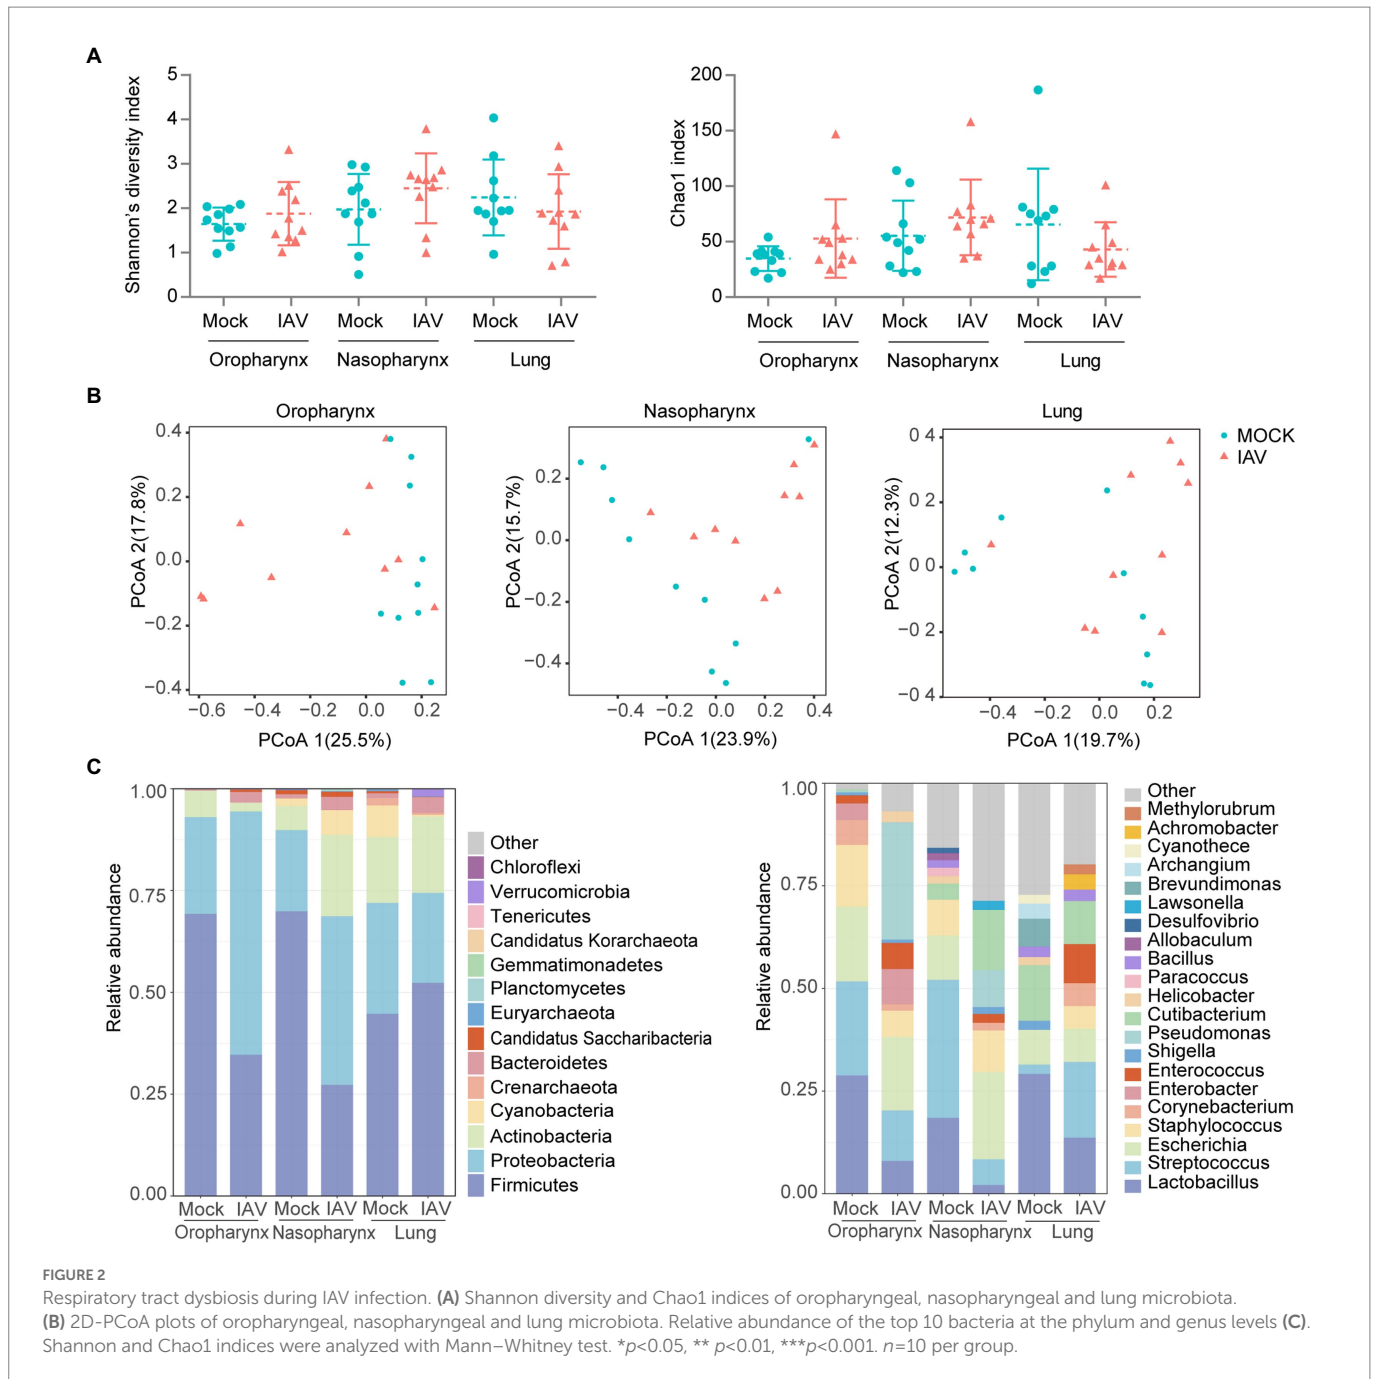 A
Shannon's diversity index
5
4
3
2
1
0
Mock IAV Mock IAV Mock IAV
Oropharynx Nasopharynx Lung
Chao1 index
200
150
100
50
0
Mock IAV Mock IAV Mock IAV
Oropharynx Nasopharynx Lung
B
Oropharynx
PCoA 2(17.8%)
0.4
0.2
0.0
−0.2
−0.4
−0.6 −0.4 −0.2 0.0 0.2
PCoA 1(25.5%)
Nasopharynx
PCoA 2(15.7%)
0.2
0.0
−0.2
−0.4
−0.4 −0.2 0.0 0.2 0.4
PCoA 1(23.9%)
Lung
PCoA 2(12.3%)
0 4
0 2
0 0
−0 2
−0 4
−0.4 −0.2 0.0 0.2
PCoA 1(19.7%)
MOCK
IAV
C
Relative abundance
1.00
0.75
0.50
0.25
0.00
Mock IAV Mock IAV Mock IAV
Oropharynx Nasopharynx Lung
Other
Chloroflexi
Verrucomicrobia
Tenericutes
Candidatus Korarchaeota
Gemmatimonadetes
Planctomycetes
Euryarchaeota
Candidatus Saccharibacteria
Bacteroidetes
Crenarchaeota
Cyanobacteria
Actinobacteria
Proteobacteria
Firmicutes
Relative abundance
1.00
0.75
0.50
0.25
0.00
Mock IAV Mock IAV Mock IAV
Oropharynx Nasopharynx Lung
Other
Methylorubrum
Achromobacter
Cyanothece
Archangium
Brevundimonas
Lawsonella
Desulfovibrio
Allobaculum
Bacillus
Paracoccus
Helicobacter
Cutibacterium
Pseudomonas
Shigella
Enterococcus
Enterobacter
Corynebacterium
Staphylococcus
Escherichia
Streptococcus
Lactobacillus
FIGURE 2
Respiratory tract dysbiosis during IAV infection. (A) Shannon diversity and Chao1 indices of oropharyngeal, nasopharyngeal and lung microbiota.
(B) 2D-PCoA plots of oropharyngeal, nasopharyngeal and lung microbiota. Relative abundance of the top 10 bacteria at the phylum and genus levels (C).
Shannon and Chao1 indices were analyzed with Mann–Whitney test. *p<0.05, ** p<0.01, ***p<0.001. n=10 per group.